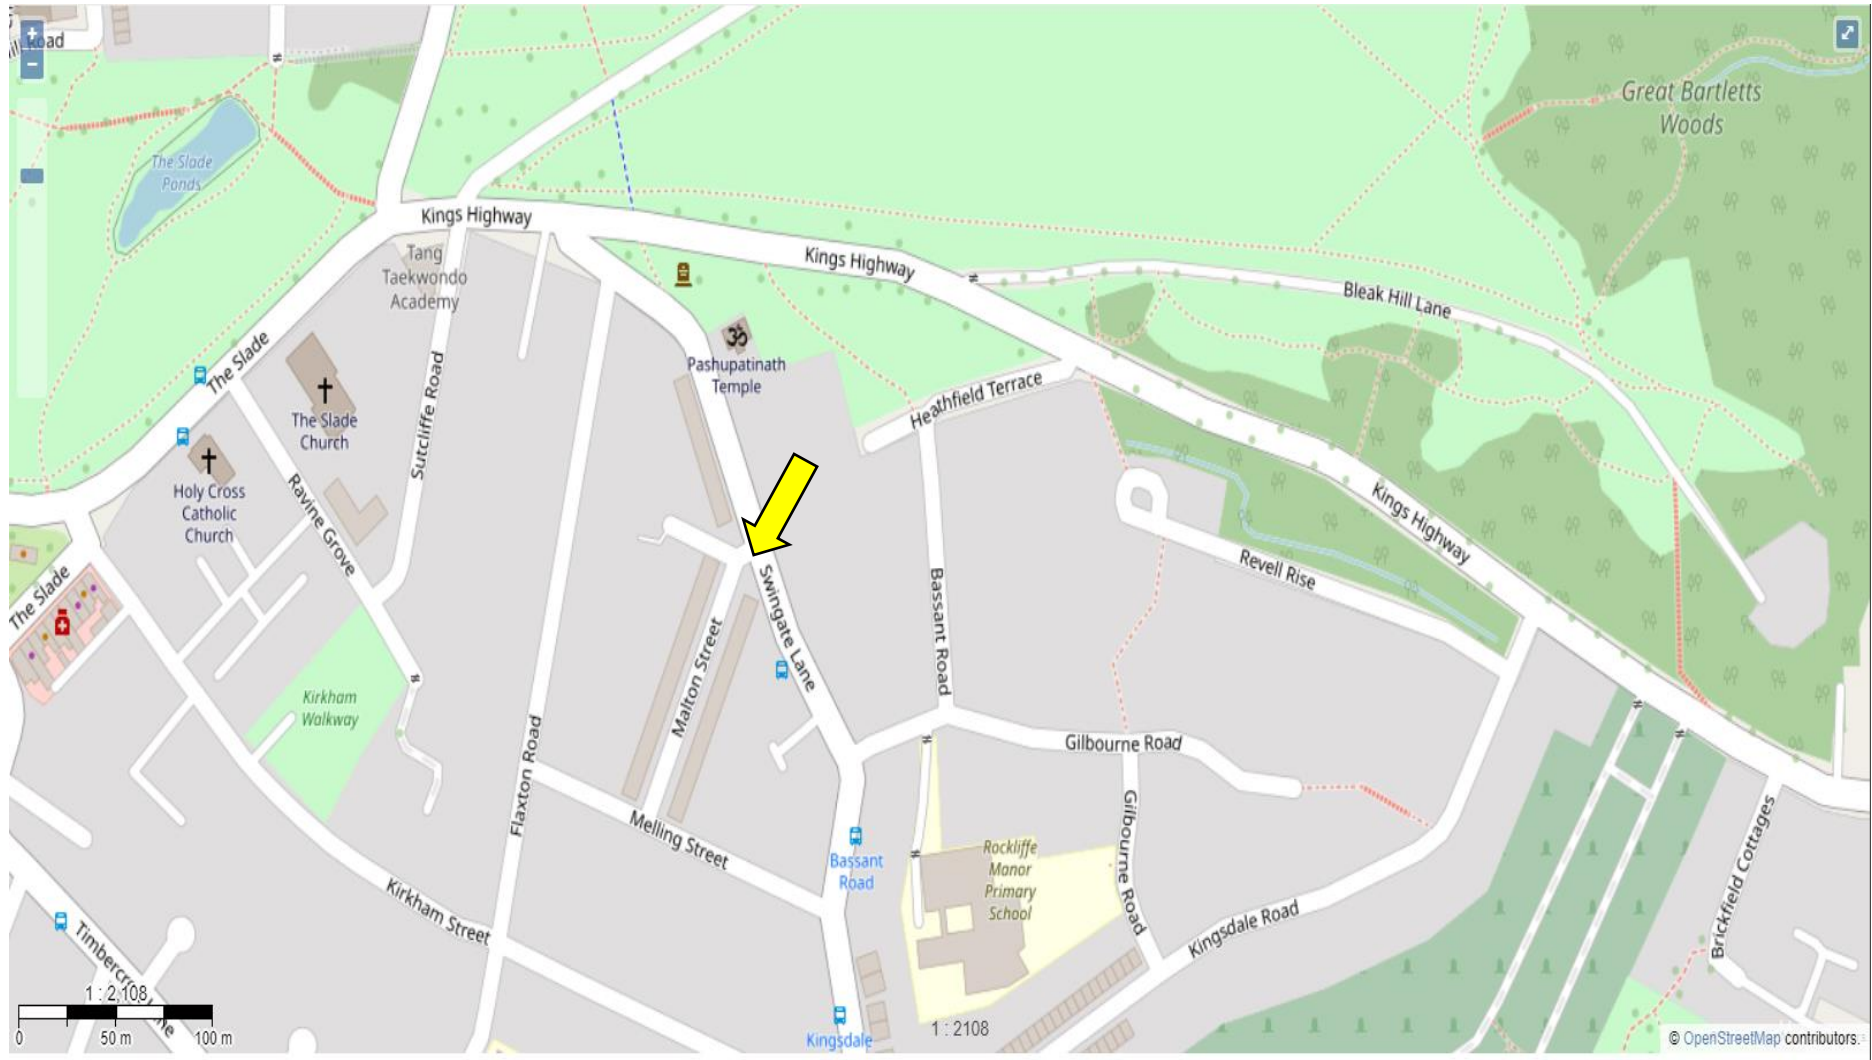 +
Road
−
The Slade
Ponds
Great Bartletts
Woods
Kings Highway
Tang
Taekwondo
Academy
Kings Highway
Bleak Hill Lane
The Slade
Pashupatinath
Temple
Heathfield Terrace
The Slade
Church
Sutcliffe Road
Holy Cross
Catholic
Church
Ravine Grove
Kings Highway
Revell Rise
The Slade
Swingate Lane
Bassant Road
Malton Street
Kirkham
Walkway
Flaxton Road
Gilbourne Road
Melling Street
Bassant
Road
Gilbourne Road
Rockliffe
Manor
Primary
School
Kirkham Street
Kingsdale Road
Brickfield Cottages
Timbercroft Lane
1 : 2,108
0 50 m 100 m
Kingsdale
1 : 2108
© OpenStreetMap contributors.